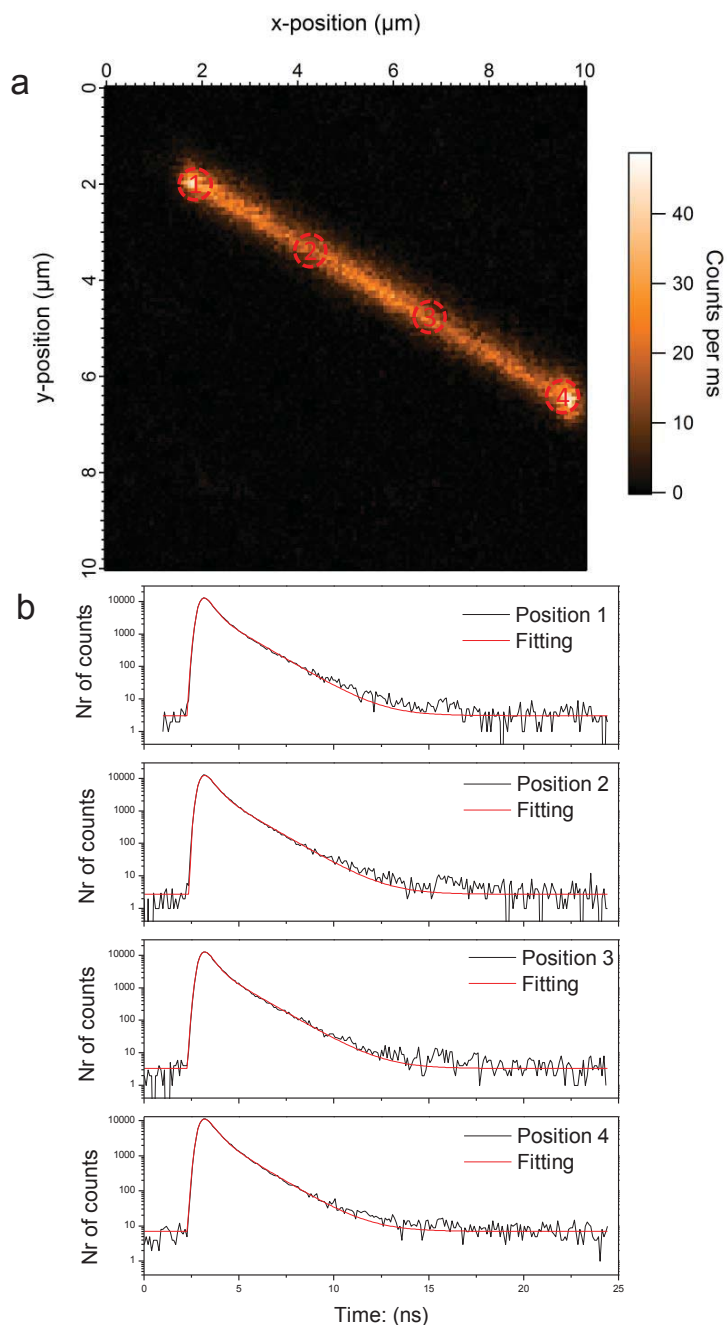 x-position (µm)
0 2 4 6 8 10
a
0
2
4
6
8
10
y-position (µm)
1
2
3
4
40
30
20
10
0
Counts per ms
b
10000
1000
100
10
1
Nr of counts
Position 1
Fitting
10000
1000
100
10
1
Nr of counts
Position 2
Fitting
10000
1000
100
10
1
Nr of counts
Position 3
Fitting
10000
1000
100
10
1
Nr of counts
Position 4
Fitting
0 5 10 15 20 25
Time: (ns)